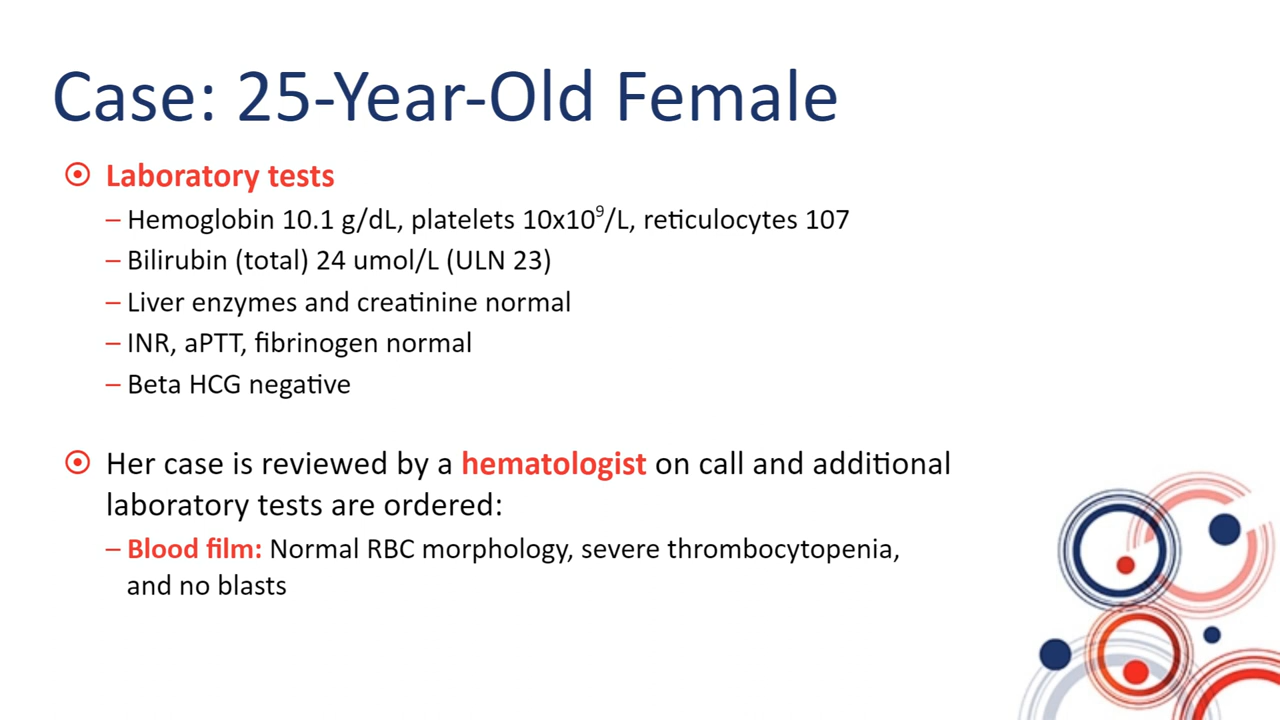 Case: 25-Year-Old Female
Laboratory tests
– Hemoglobin 10.1 g/dL, platelets 10x10⁹/L, reticulocytes 107
– Bilirubin (total) 24 umol/L (ULN 23)
– Liver enzymes and creatinine normal
– INR, aPTT, fibrinogen normal
– Beta HCG negative
Her case is reviewed by a hematologist on call and additional
laboratory tests are ordered:
– Blood film: Normal RBC morphology, severe thrombocytopenia,
and no blasts